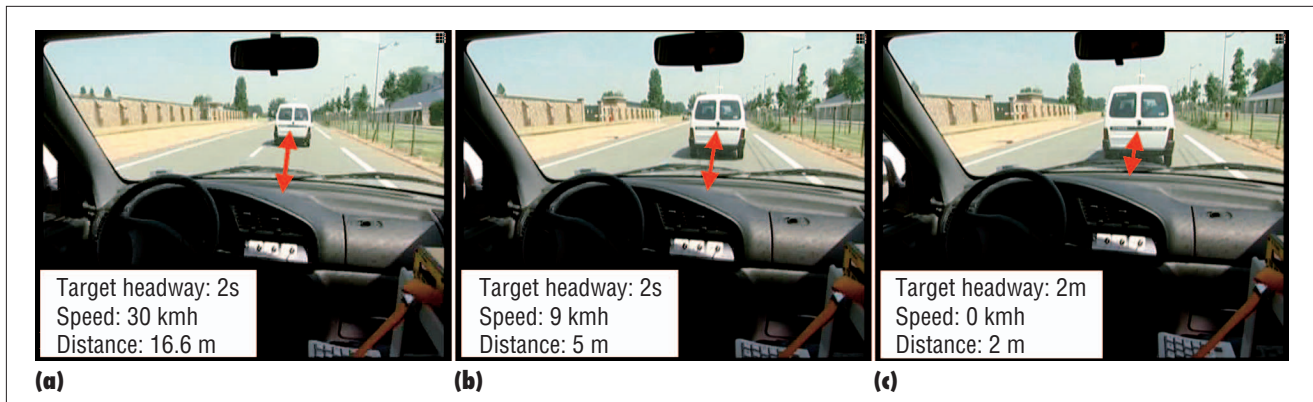 Target headway: 2s
Speed: 30 kmh
Distance: 16.6 m
(a)
Target headway: 2s
Speed: 9 kmh
Distance: 5 m
(b)
Target headway: 2m
Speed: 0 kmh
Distance: 2 m
(c)